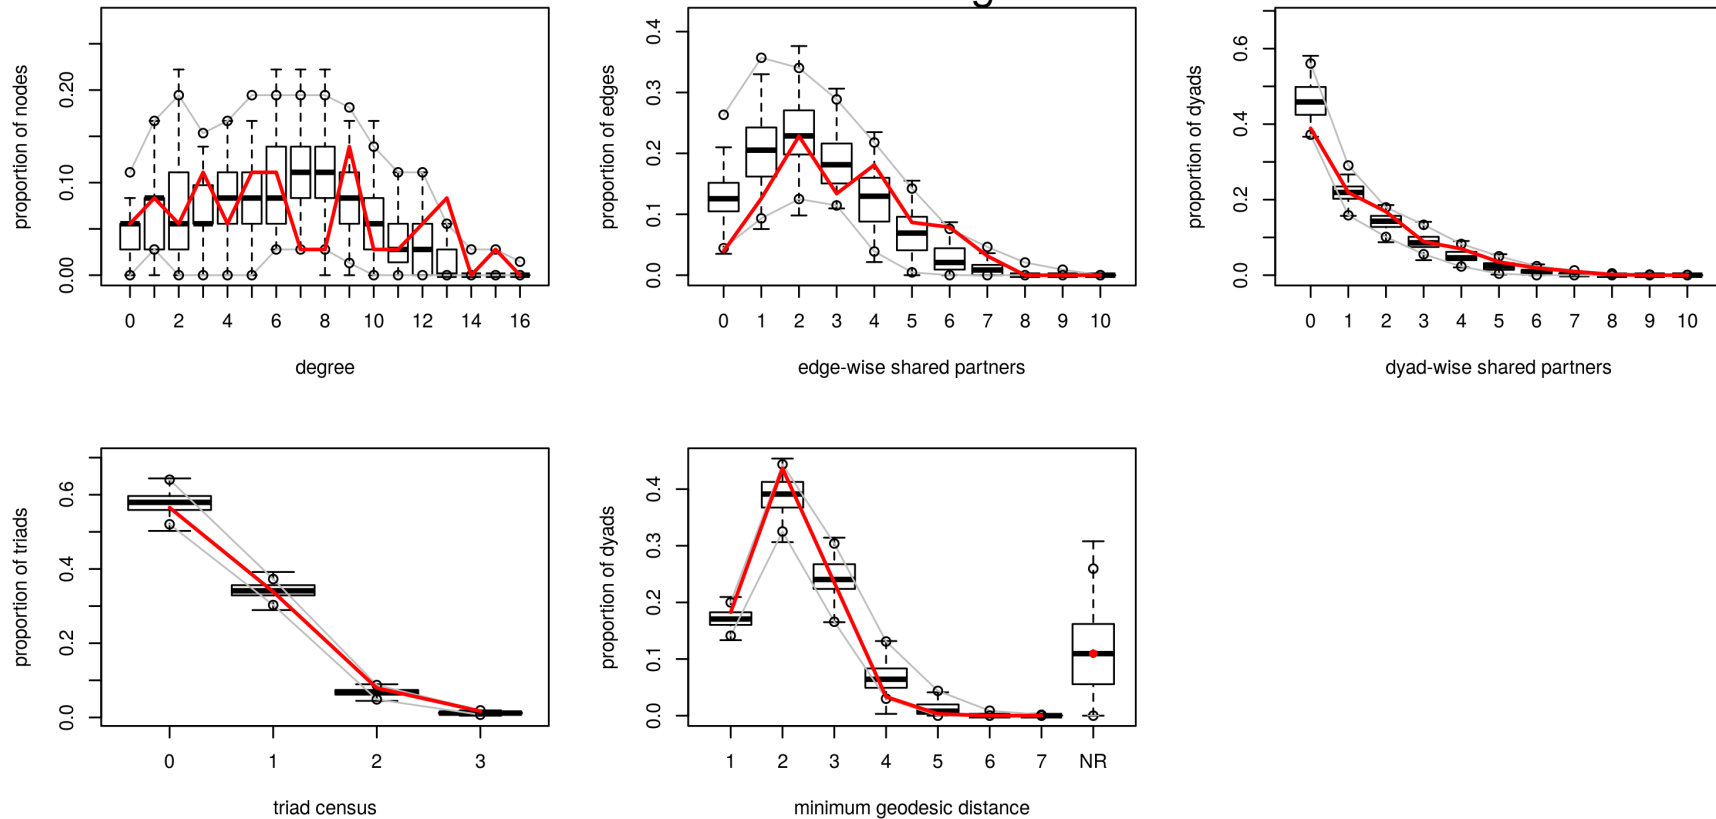 g
proportion of nodes
0.00 0.10 0.20
0 2 4 6 8 10 12 14 16
degree
proportion of edges
0.0 0.1 0.2 0.3 0.4
0 1 2 3 4 5 6 7 8 9 10
edge-wise shared partners
proportion of dyads
0.0 0.2 0.4 0.6
0 1 2 3 4 5 6 7 8 9 10
dyad-wise shared partners
proportion of triads
0.0 0.2 0.4 0.6
0 1 2 3
triad census
proportion of dyads
0.0 0.1 0.2 0.3 0.4
1 2 3 4 5 6 7 NR
minimum geodesic distance